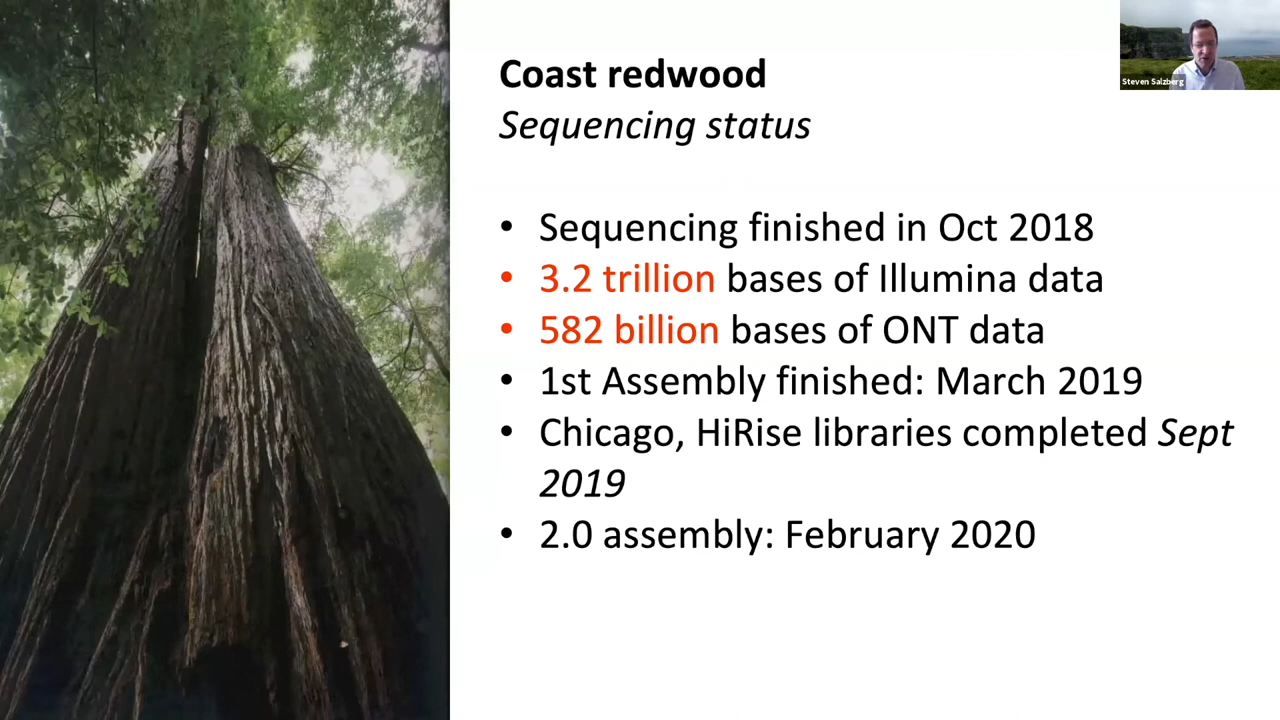 Coast redwood
Sequencing status
• Sequencing finished in Oct 2018
• 3.2 trillion bases of Illumina data
• 582 billion bases of ONT data
• 1st Assembly finished: March 2019
• Chicago, HiRise libraries completed Sept
2019
• 2.0 assembly: February 2020
Steven Salzberg